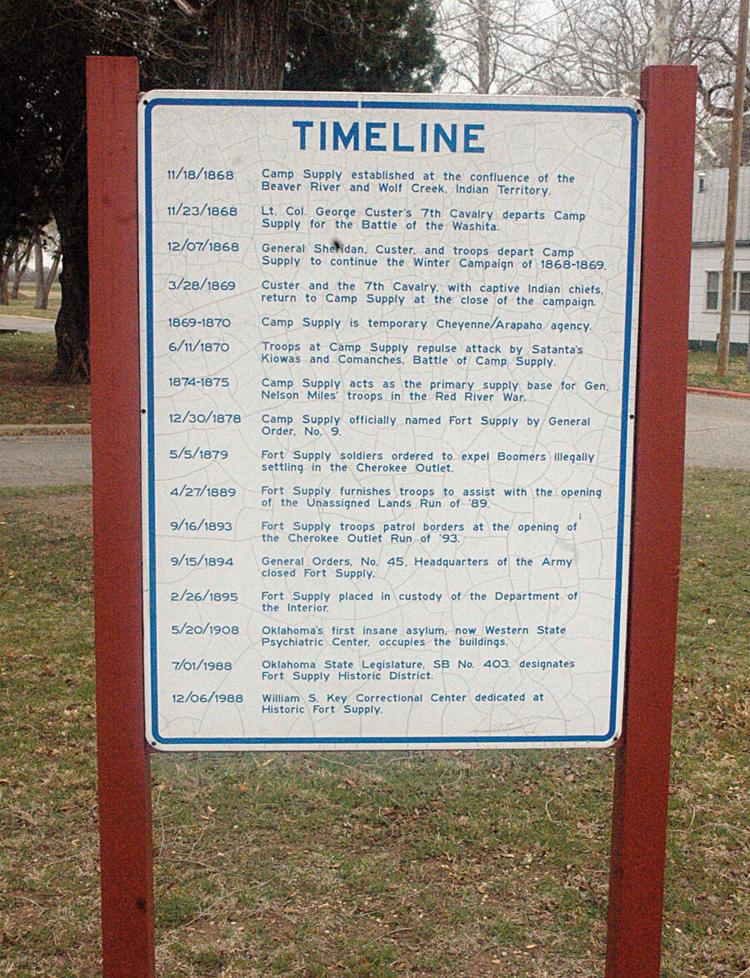 TIMELINE
11/18/1868 Camp Supply established at the confluence of the
Beaver River and Wolf Creek, Indian Territory.
11/23/1868 Lt. Col. George Custer's 7th Cavalry departs Camp
Supply for the Battle of the Washita.
12/07/1868 General Sheridan, Custer, and troops depart Camp
Supply to continue the Winter Campaign of 1868-1869.
3/28/1869 Custer and the 7th Cavalry, with captive Indian chiefs,
return to Camp Supply at the close of the campaign.
1869-1870 Camp Supply is temporary Cheyenne/Arapaho agency.
6/11/1870 Troops at Camp Supply repulse attack by Satanta's
Kiowas and Comanches, Battle of Camp Supply.
1874-1875 Camp Supply acts as the primary supply base for Gen.
Nelson Miles' troops in the Red River War.
12/30/1878 Camp Supply officially named Fort Supply by General
Order, No. 9.
5/5/1879 Fort Supply soldiers ordered to expel Boomers illegally
settling in the Cherokee Outlet.
4/27/1889 Fort Supply furnishes troops to assist with the opening
of the Unassigned Lands Run of '89.
9/16/1893 Fort Supply troops patrol borders at the opening of
the Cherokee Outlet Run of '93.
9/15/1894 General Orders, No. 45, Headquarters of the Army
closed Fort Supply.
2/26/1895 Fort Supply placed in custody of the Department of
the Interior.
5/20/1908 Oklahoma's first insane asylum, now Western State
Psychiatric Center, occupies the buildings.
7/01/1988 Oklahoma State Legislature, SB No. 403, designates
Fort Supply Historic District.
12/06/1988 William S. Key Correctional Center dedicated at
Historic Fort Supply.